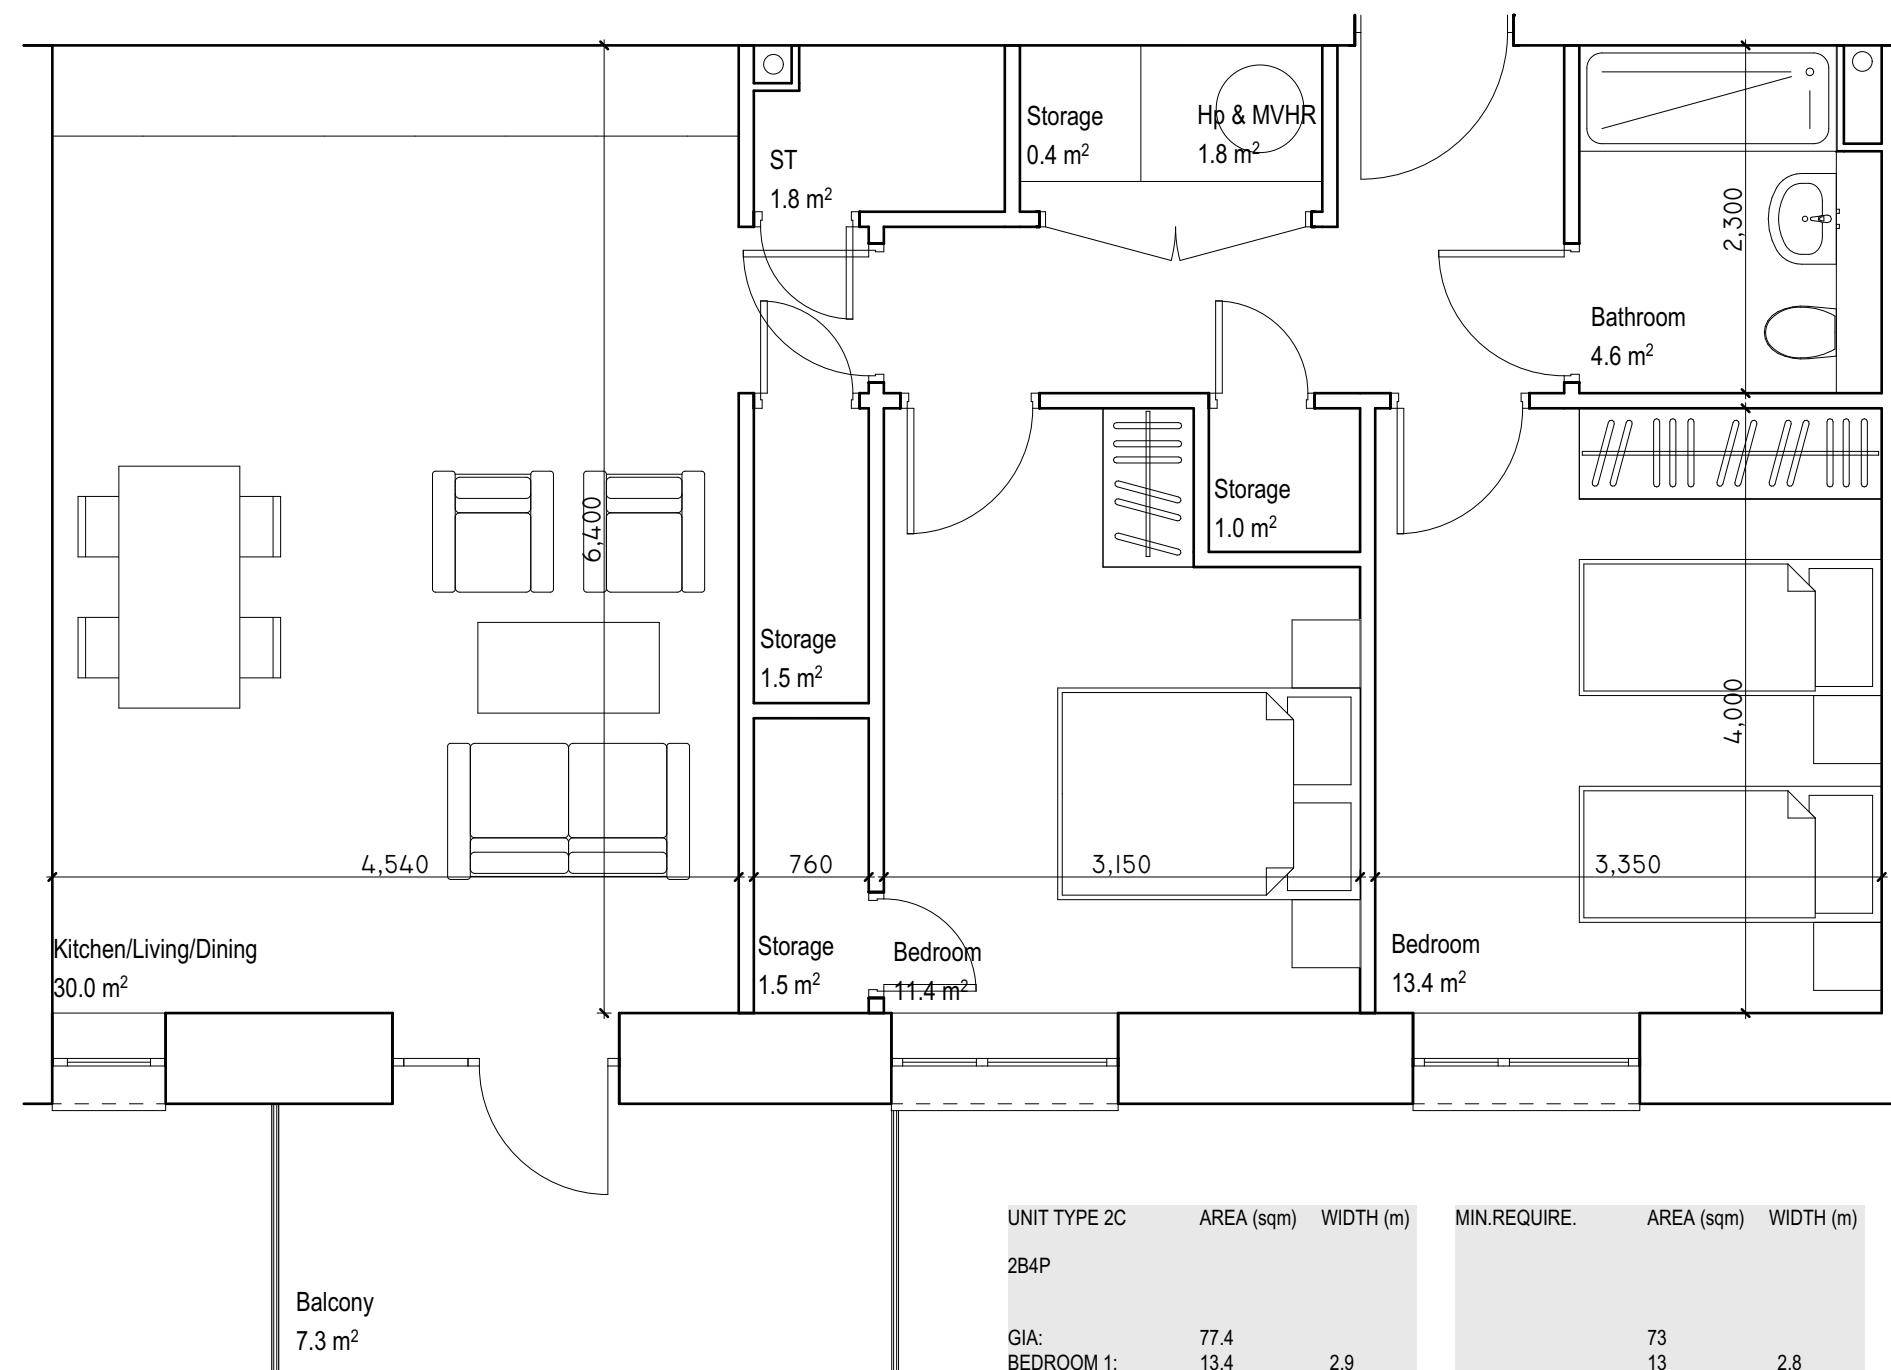 Storage
0.4 m²
Hp & MVHR
1.8 m²
ST
1.8 m²
2,300
Bathroom
4.6 m²
6,400
Storage
1.0 m²
Storage
1.5 m²
4,000
4,540
760
3,150
3,350
Kitchen/Living/Dining
30.0 m²
Storage
1.5 m²
Bedroom
11.4 m²
Bedroom
13.4 m²
Balcony
7.3 m²
UNIT TYPE 2C AREA (sqm) WIDTH (m)
2B4P
GIA: 77.4
BEDROOM 1: 13.4 2.9
MIN.REQUIRE. AREA (sqm) WIDTH (m)
73
13 2.8